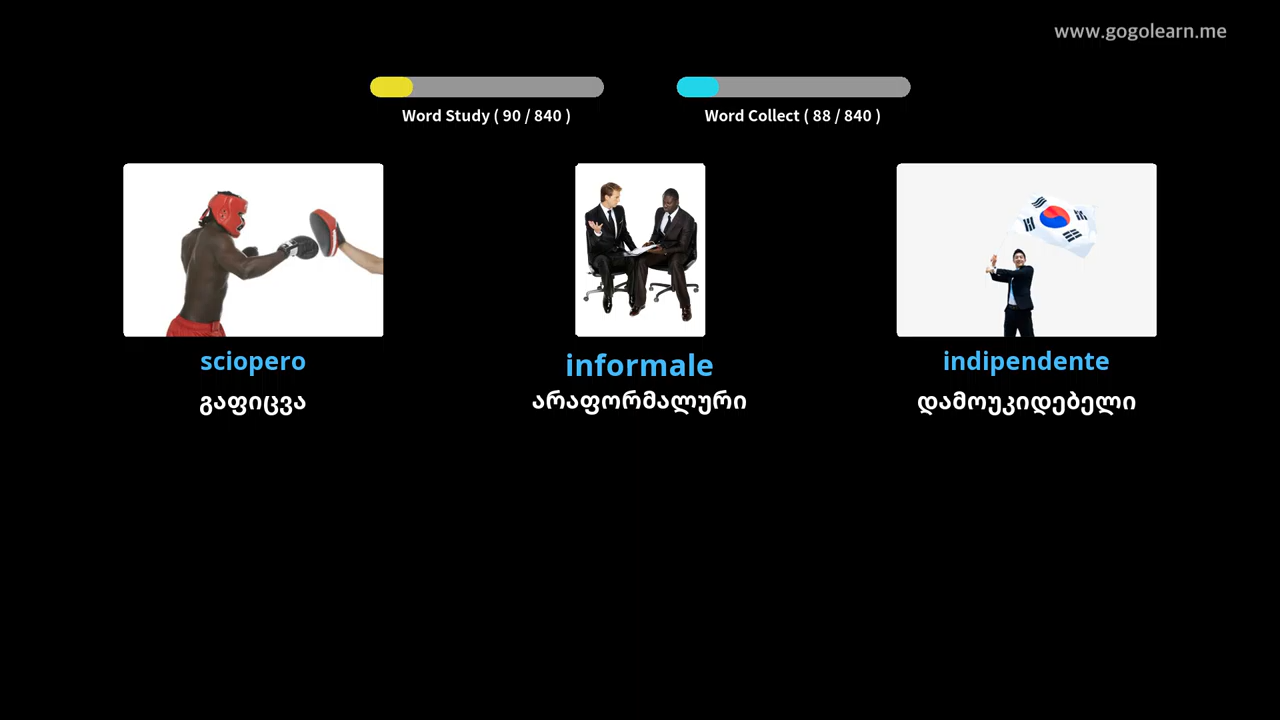 www.gogolearn.me
Word Study ( 90 / 840 )
Word Collect ( 88 / 840 )
sciopero
informale
indipendente
გაფიცვა
არაფორმალური
დამოუკიდებელი